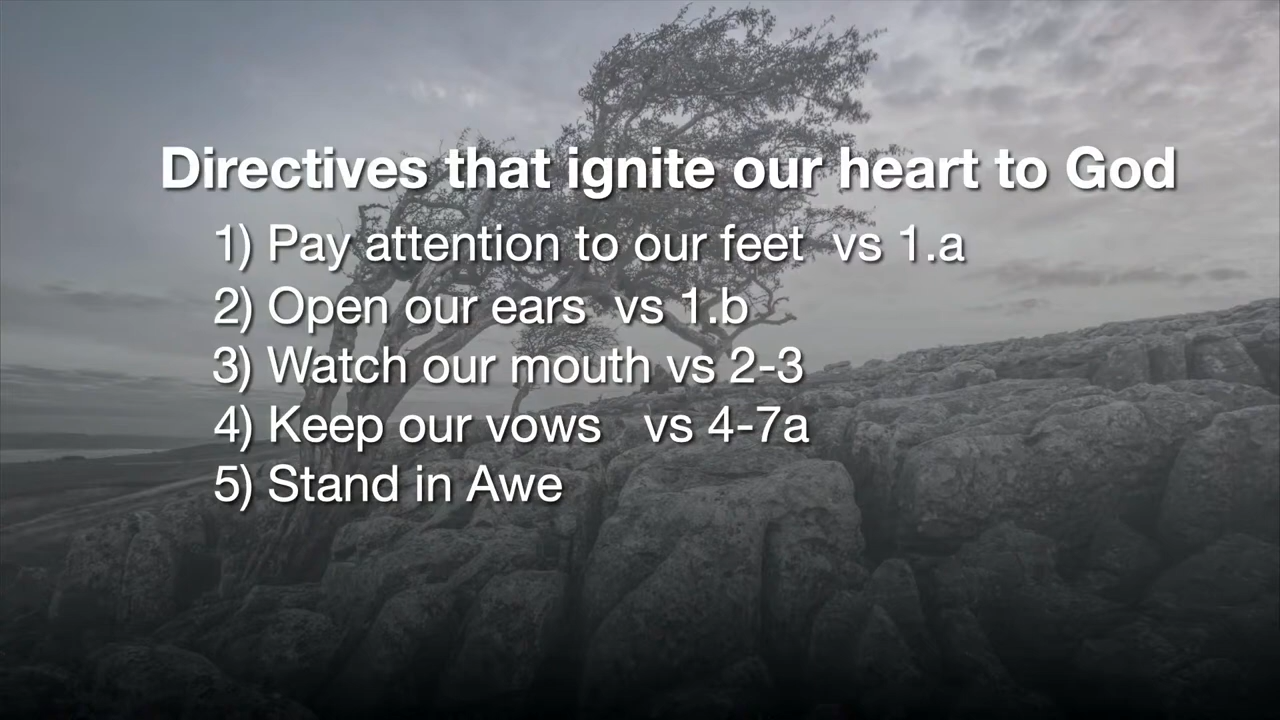 Directives that ignite our heart to God
1) Pay attention to our feet  vs 1.a
2) Open our ears  vs 1.b
3) Watch our mouth vs 2-3
4) Keep our vows   vs 4-7a
5) Stand in Awe